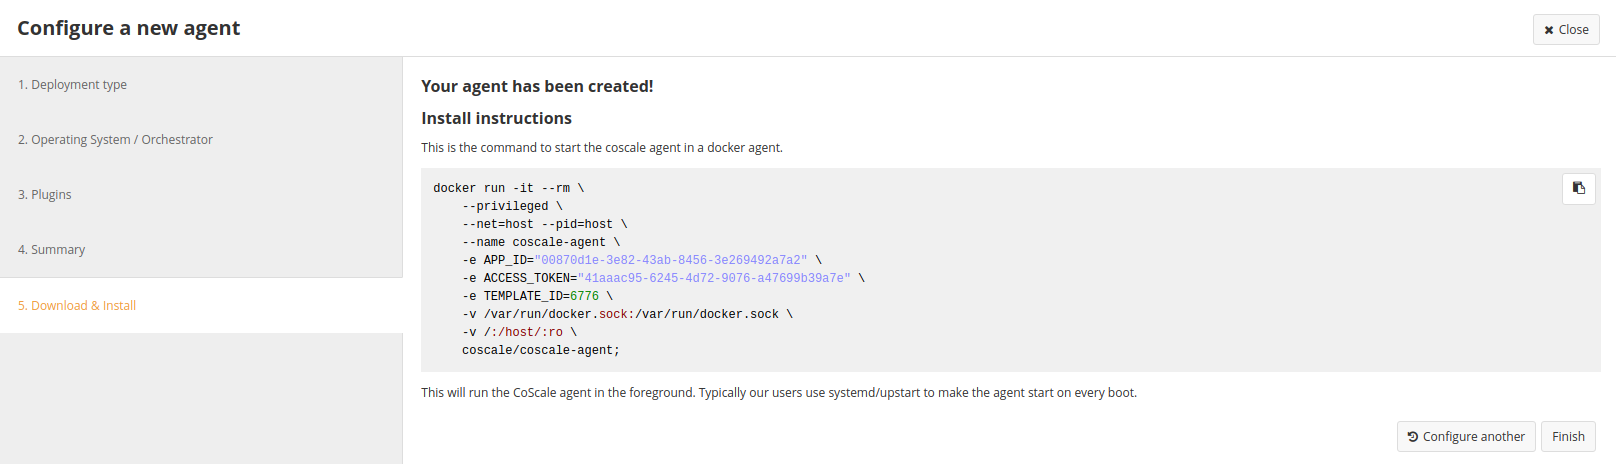 Configure a new agent
Close
1. Deployment type
2. Operating System / Orchestrator
3. Plugins
4. Summary
5. Download & Install
Your agent has been created!
Install instructions
This is the command to start the coscale agent in a docker agent.
docker run -it --rm \
    --privileged \
    --net=host --pid=host \
    --name coscale-agent \
    -e APP_ID="00870d1e-3e82-43ab-8456-3e269492a7a2" \
    -e ACCESS_TOKEN="41aaac95-6245-4d72-9076-a47699b39a7e" \
    -e TEMPLATE_ID=6776 \
    -v /var/run/docker.sock:/var/run/docker.sock \
    -v /:/host/:ro \
    coscale/coscale-agent;
This will run the CoScale agent in the foreground. Typically our users use systemd/upstart to make the agent start on every boot.
Configure another
Finish